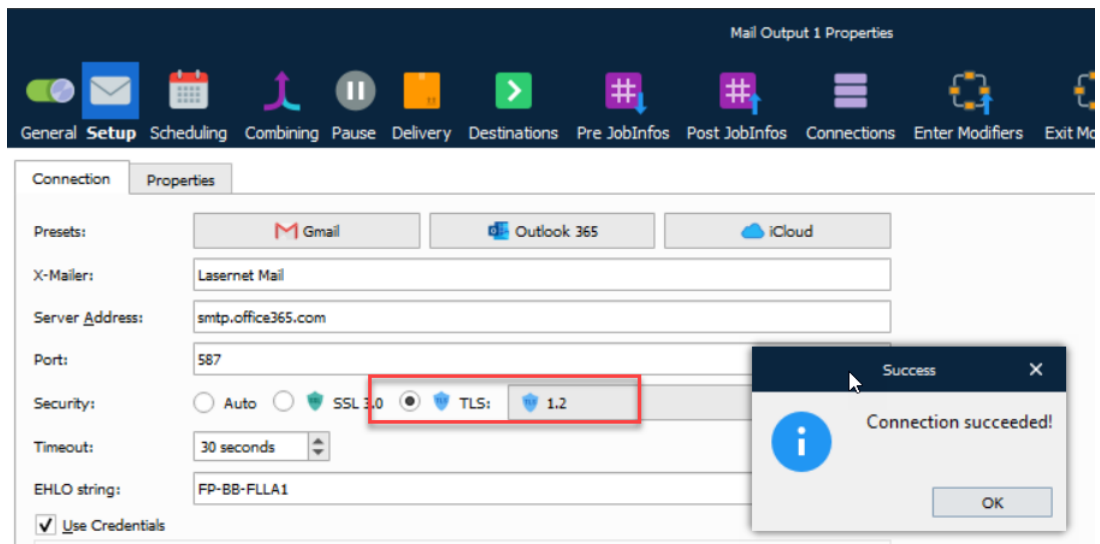 Mail Output 1 Properties
General Setup Scheduling Combining Pause Delivery Destinations Pre JobInfos Post JobInfos Connections Enter Modifiers Exit Mo
Connection Properties
Presets: Gmail Outlook 365 iCloud
X-Mailer: Lasernet Mail
Server Address: smtp.office365.com
Port: 587
Success
Security: Auto SSL 3.0 TLS: 1.2
Connection succeeded!
Timeout: 30 seconds
EHLO string: FP-BB-FLLA1
OK
Use Credentials